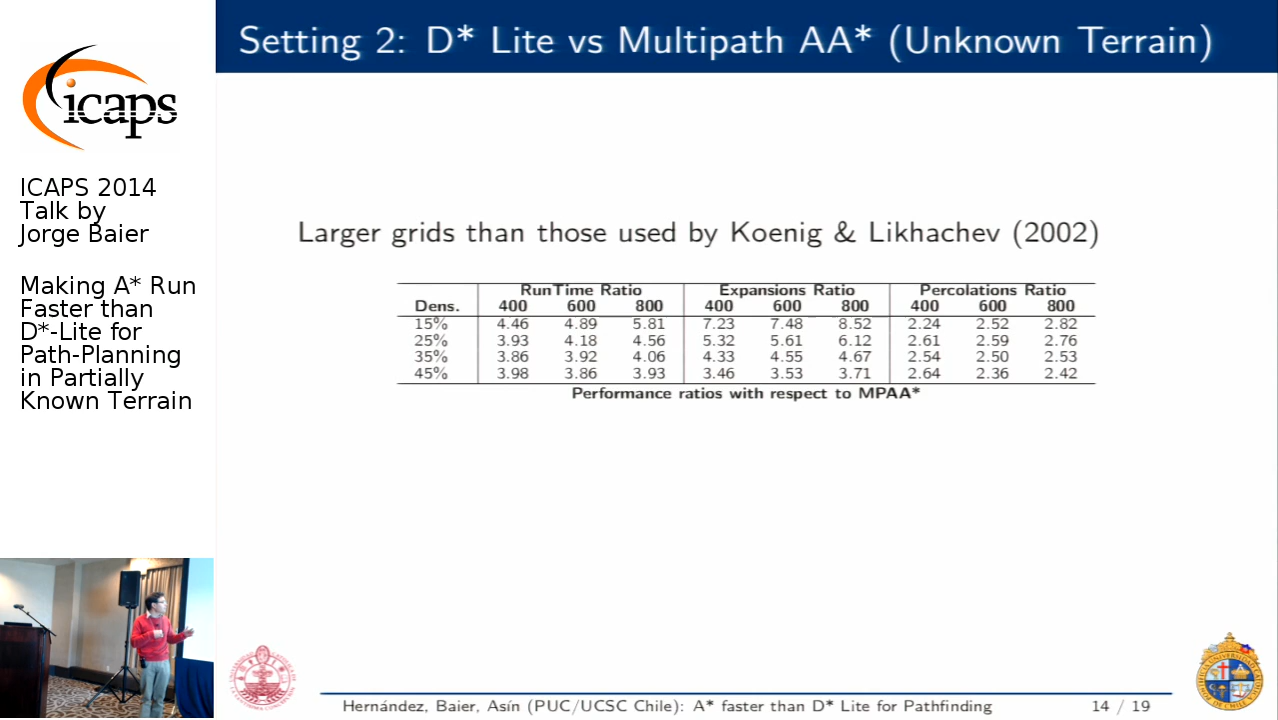 Setting 2: D* Lite vs Multipath AA* (Unknown Terrain)
icaps
ICAPS 2014
Talk by
Jorge Baier
Making A* Run
Faster than
D*-Lite for
Path-Planning
in Partially
Known Terrain
Larger grids than those used by Koenig & Likhachev (2002)
RunTime Ratio Expansions Ratio Percolations Ratio
Dens. 400 600 800 400 600 800 400 600 800
15% 4.46 4.89 5.81 7.23 7.48 8.52 2.24 2.52 2.82
25% 3.93 4.18 4.56 5.32 5.61 6.12 2.61 2.59 2.76
35% 3.86 3.92 4.06 4.33 4.55 4.67 2.54 2.50 2.53
45% 3.98 3.86 3.93 3.46 3.53 3.71 2.64 2.36 2.42
Performance ratios with respect to MPAA*
Hernández, Baier, Asín (PUC/UCSC Chile): A* faster than D* Lite for Pathfinding 14 / 19